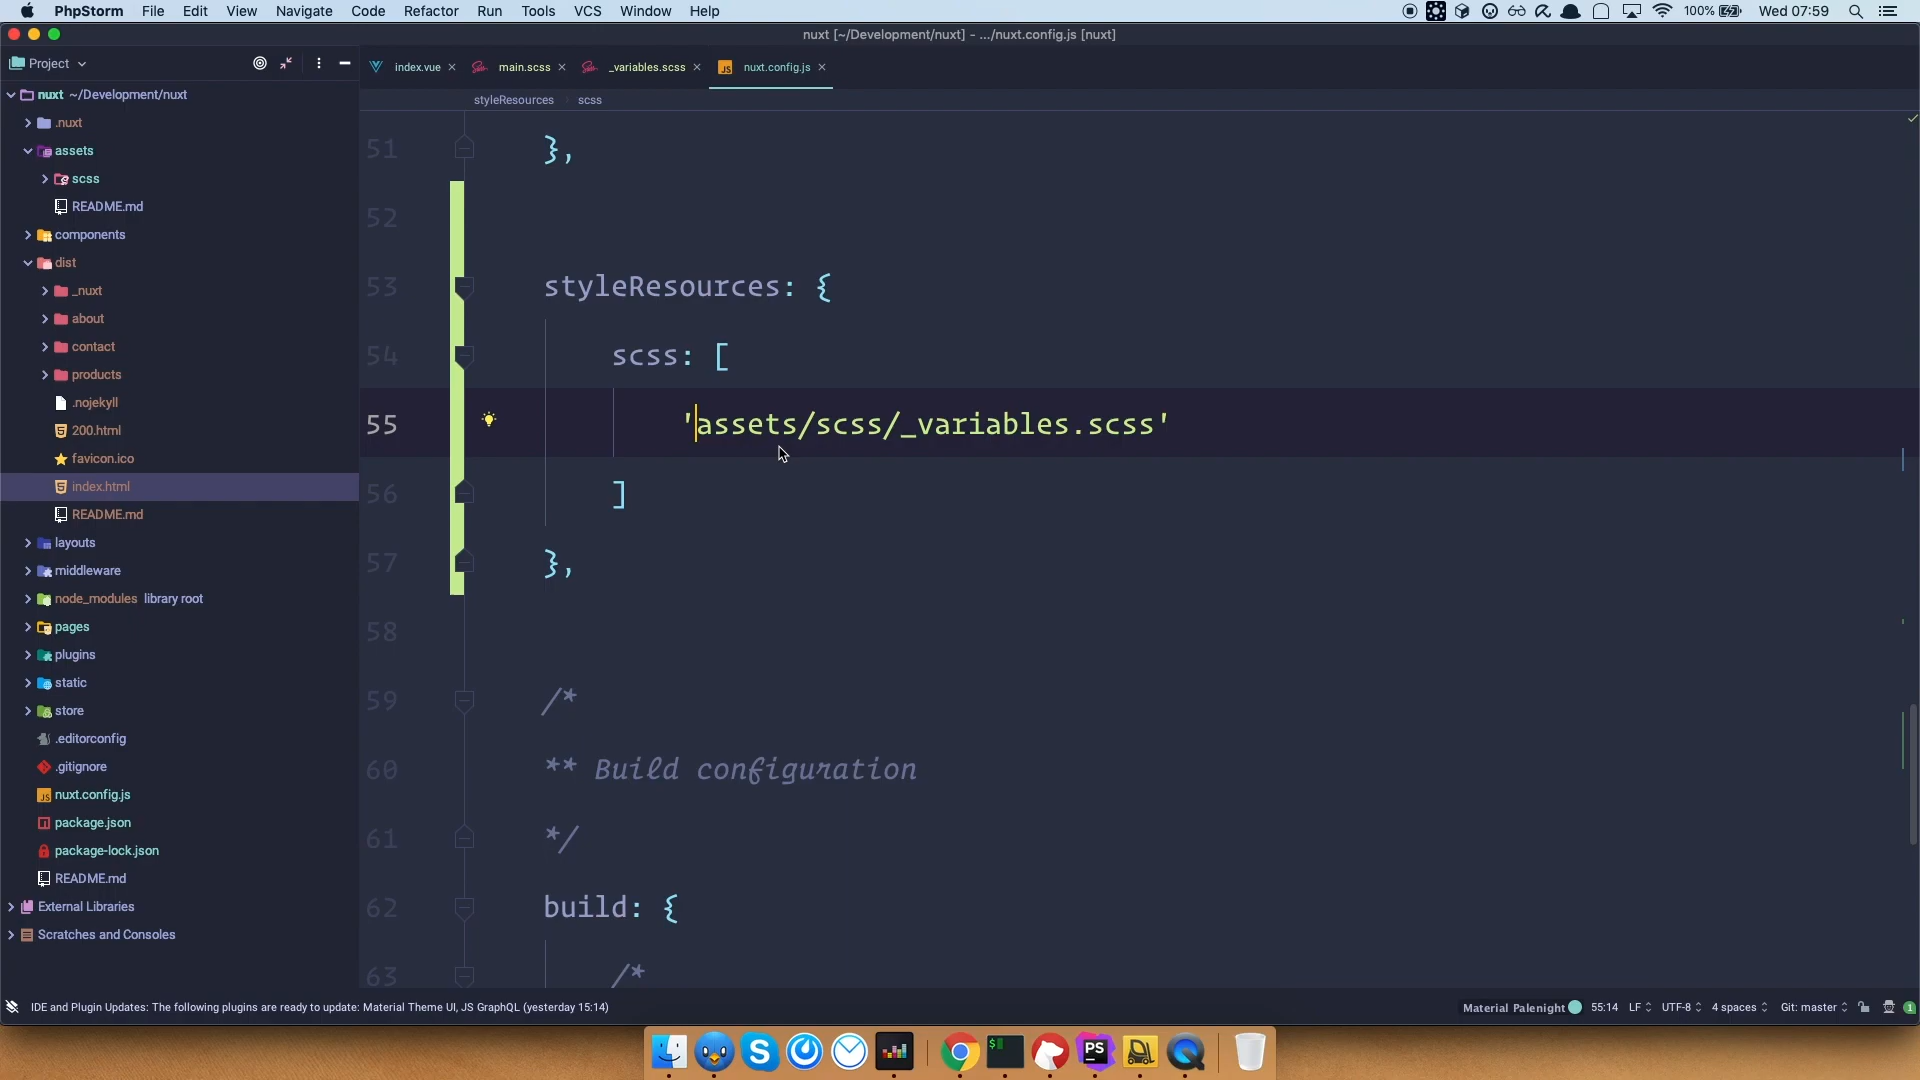 PhpStorm File Edit View Navigate Code Refactor Run Tools VCS Window Help 100% Wed 07:59
nuxt [~/Development/nuxt] - .../nuxt.config.js [nuxt]
Project
index.vue main.scss _variables.scss nuxt.config.js
styleResources scss
nuxt ~/Development/nuxt
.nuxt
assets
scss
README.md
components
dist
_nuxt
about
contact
products
.nojekyll
200.html
favicon.ico
index.html
README.md
layouts
middleware
node_modules library root
pages
plugins
static
store
.editorconfig
.gitignore
nuxt.config.js
package.json
package-lock.json
README.md
External Libraries
Scratches and Consoles
51 },
52
53 styleResources: {
54 scss: [
55 'assets/scss/_variables.scss'
56 ]
57 },
58
59 /*
60 ** Build configuration
61 */
62 build: {
63 /*
IDE and Plugin Updates: The following plugins are ready to update: Material Theme UI, JS GraphQL (yesterday 15:14) Material Palenight 55:14 LF UTF-8 4 spaces Git: master 1
S PS